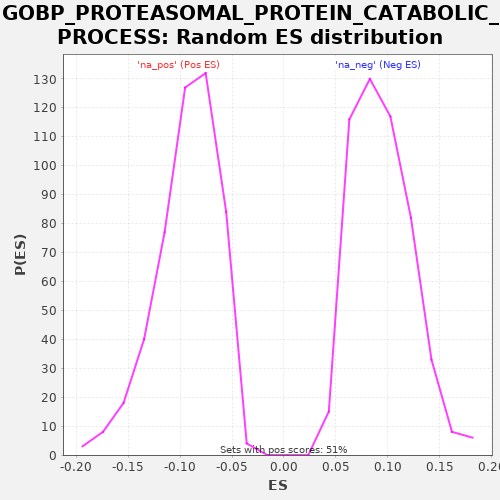 GOBP_PROTEASOMAL_PROTEIN_CATABOLIC_
PROCESS: Random ES distribution
'na_pos' (Pos ES)
'na_neg' (Neg ES)
130
120
110
100
90
80
70
60
50
40
30
20
10
0
P(ES)
Sets with pos scores: 51%
-0.20 -0.15 -0.10 -0.05 0.00 0.05 0.10 0.15 0.20
ES